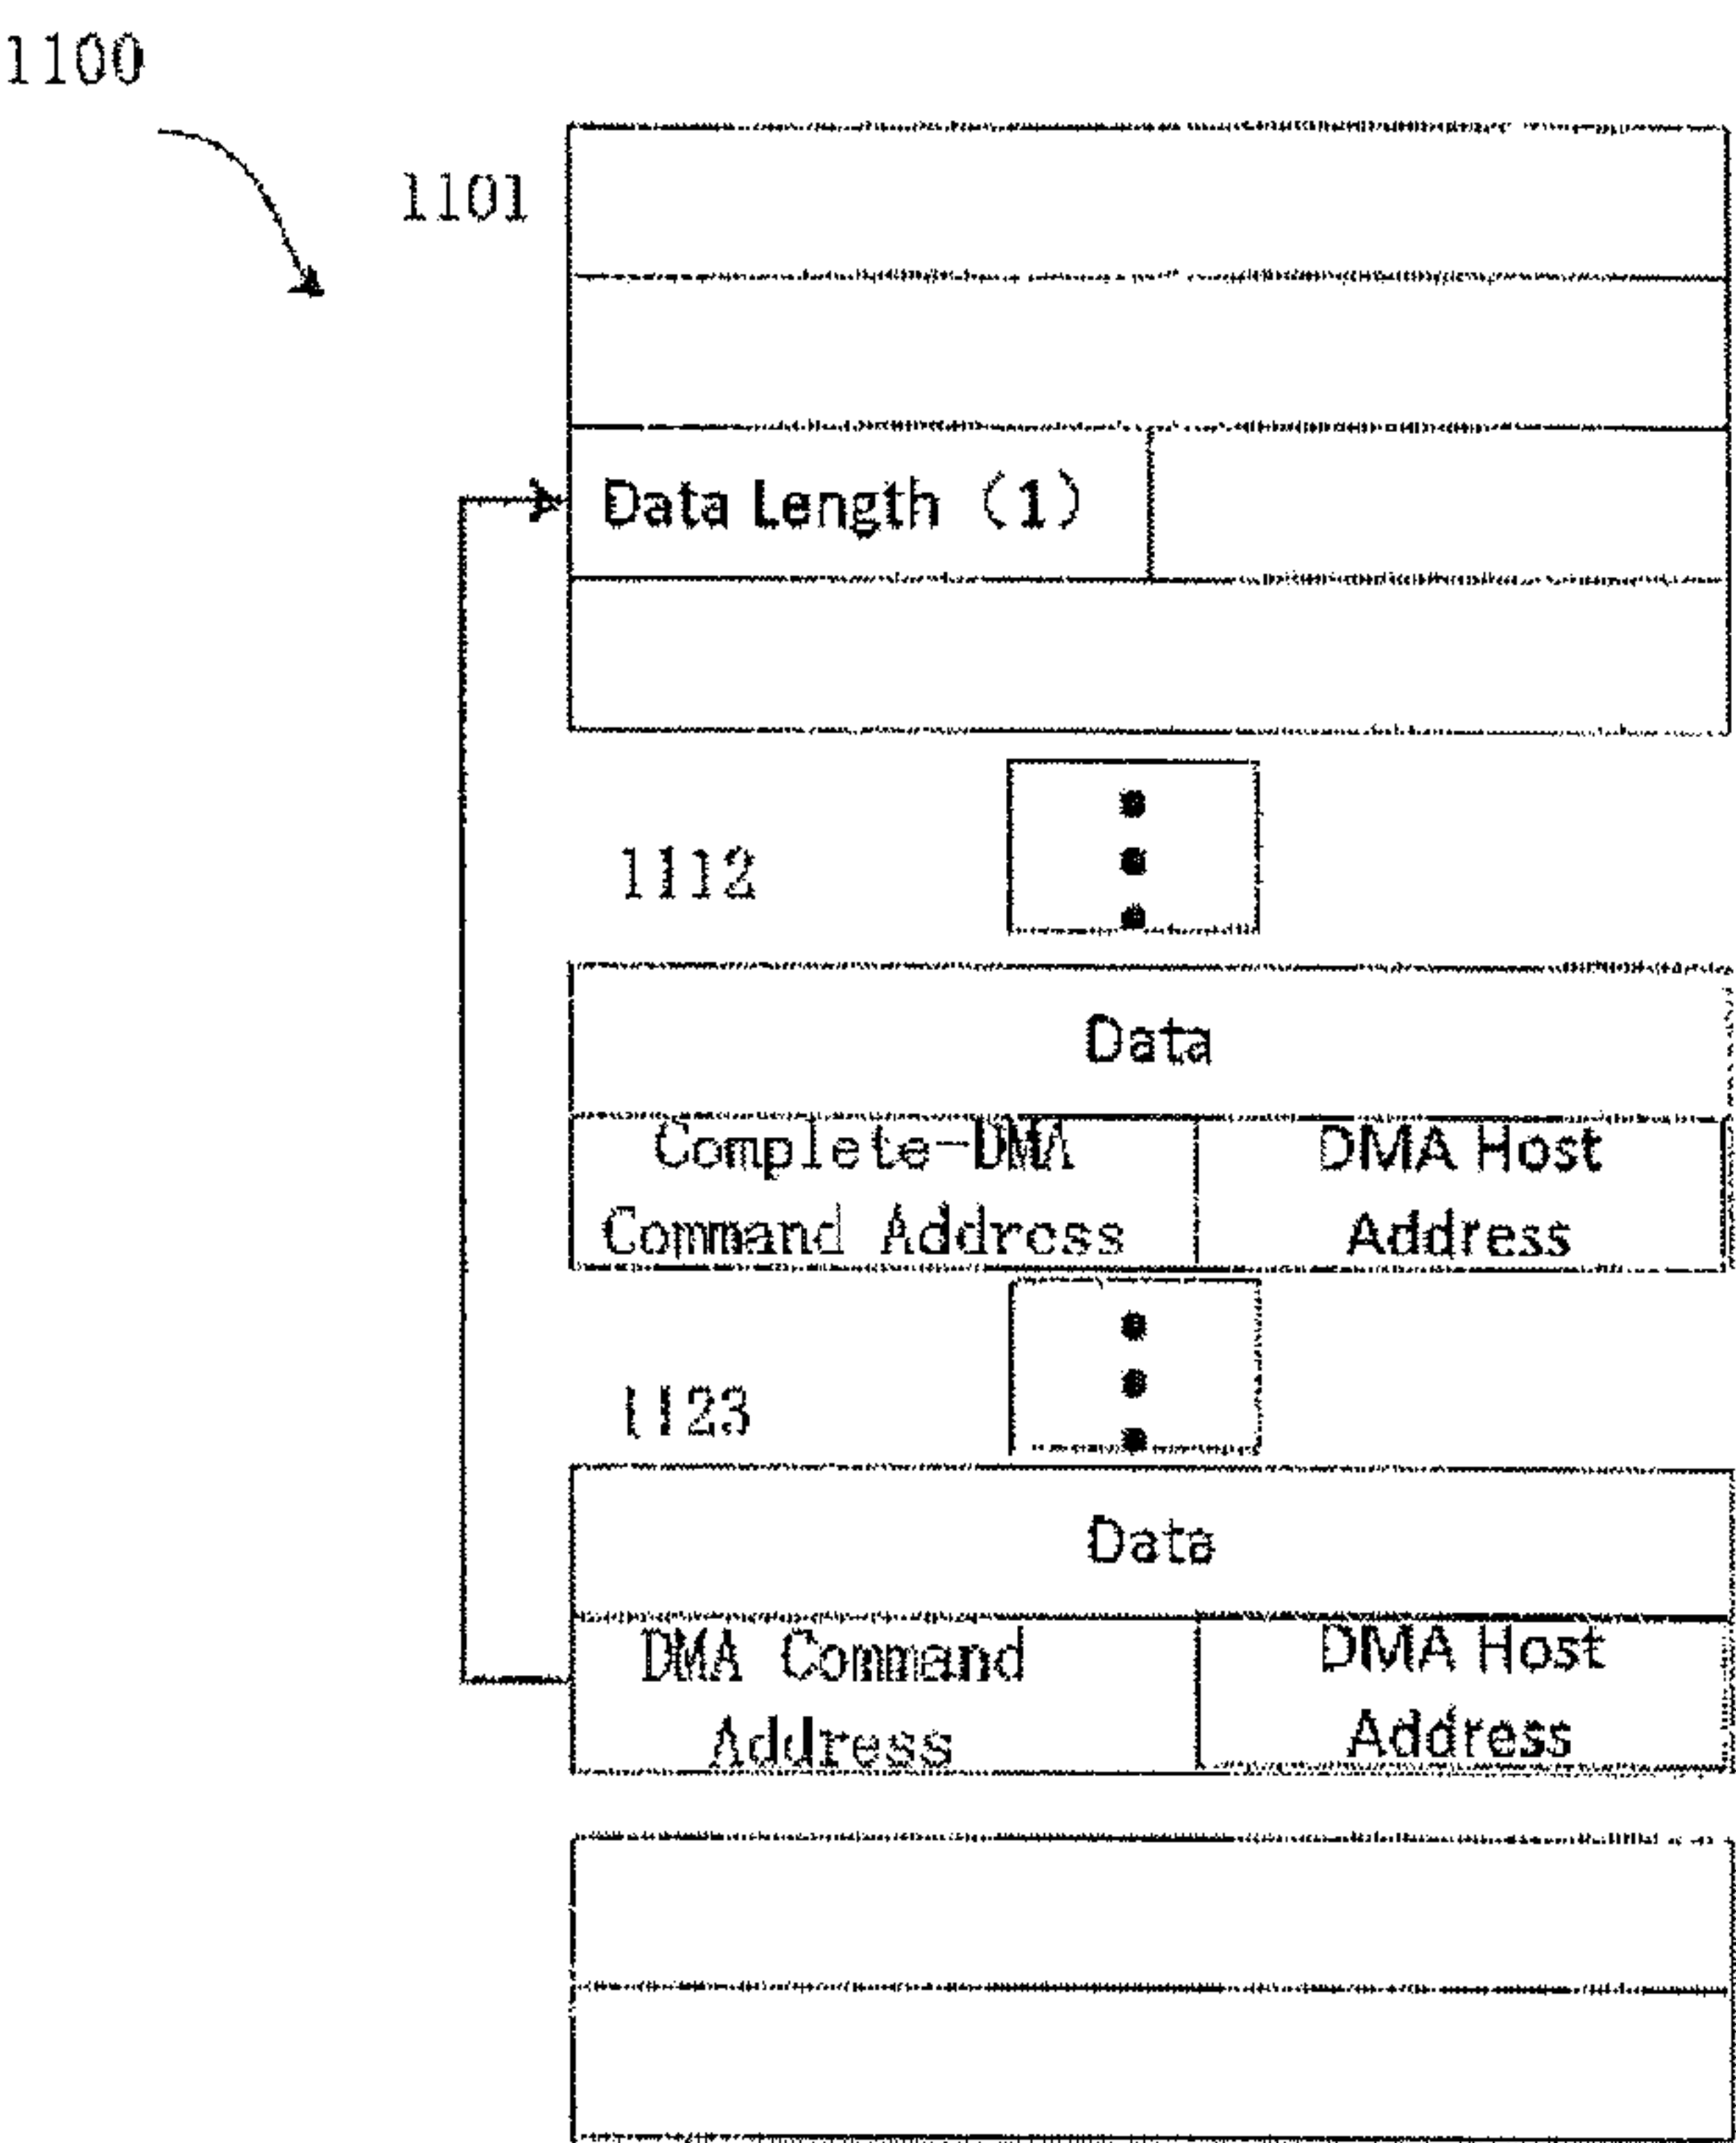 1100
1101
Data Length (1)
1112
Data
Complete-DMA
Command Address
DMA Host
Address
1123
Data
DMA Command
Address
DMA Host
Address